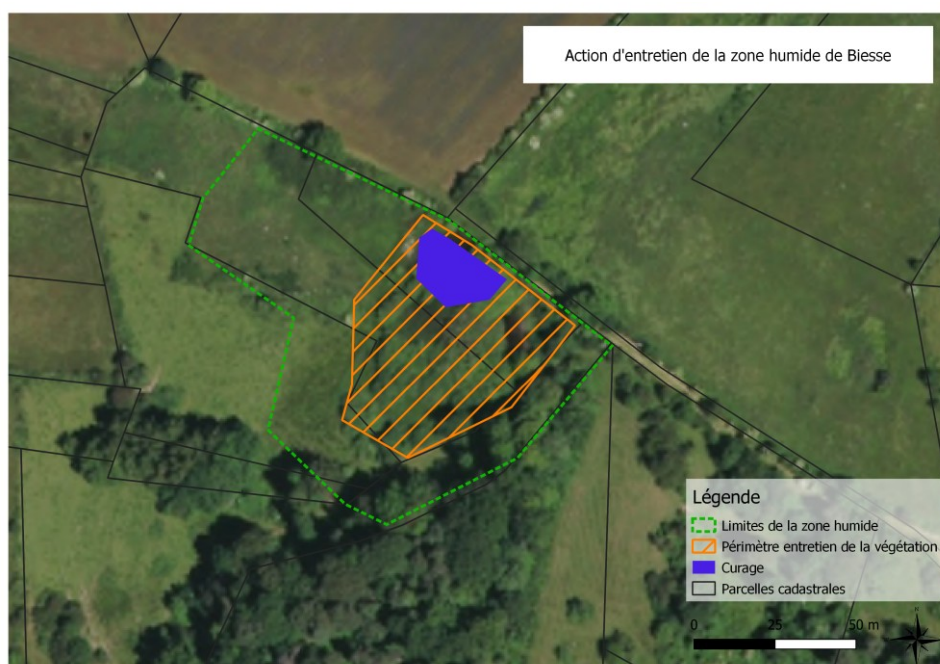 Action d'entretien de la zone humide de Biesse
Légende
Limites de la zone humide
Périmètre entretien de la végétation
Curage
Parcelles cadastrales
0 25 50 m